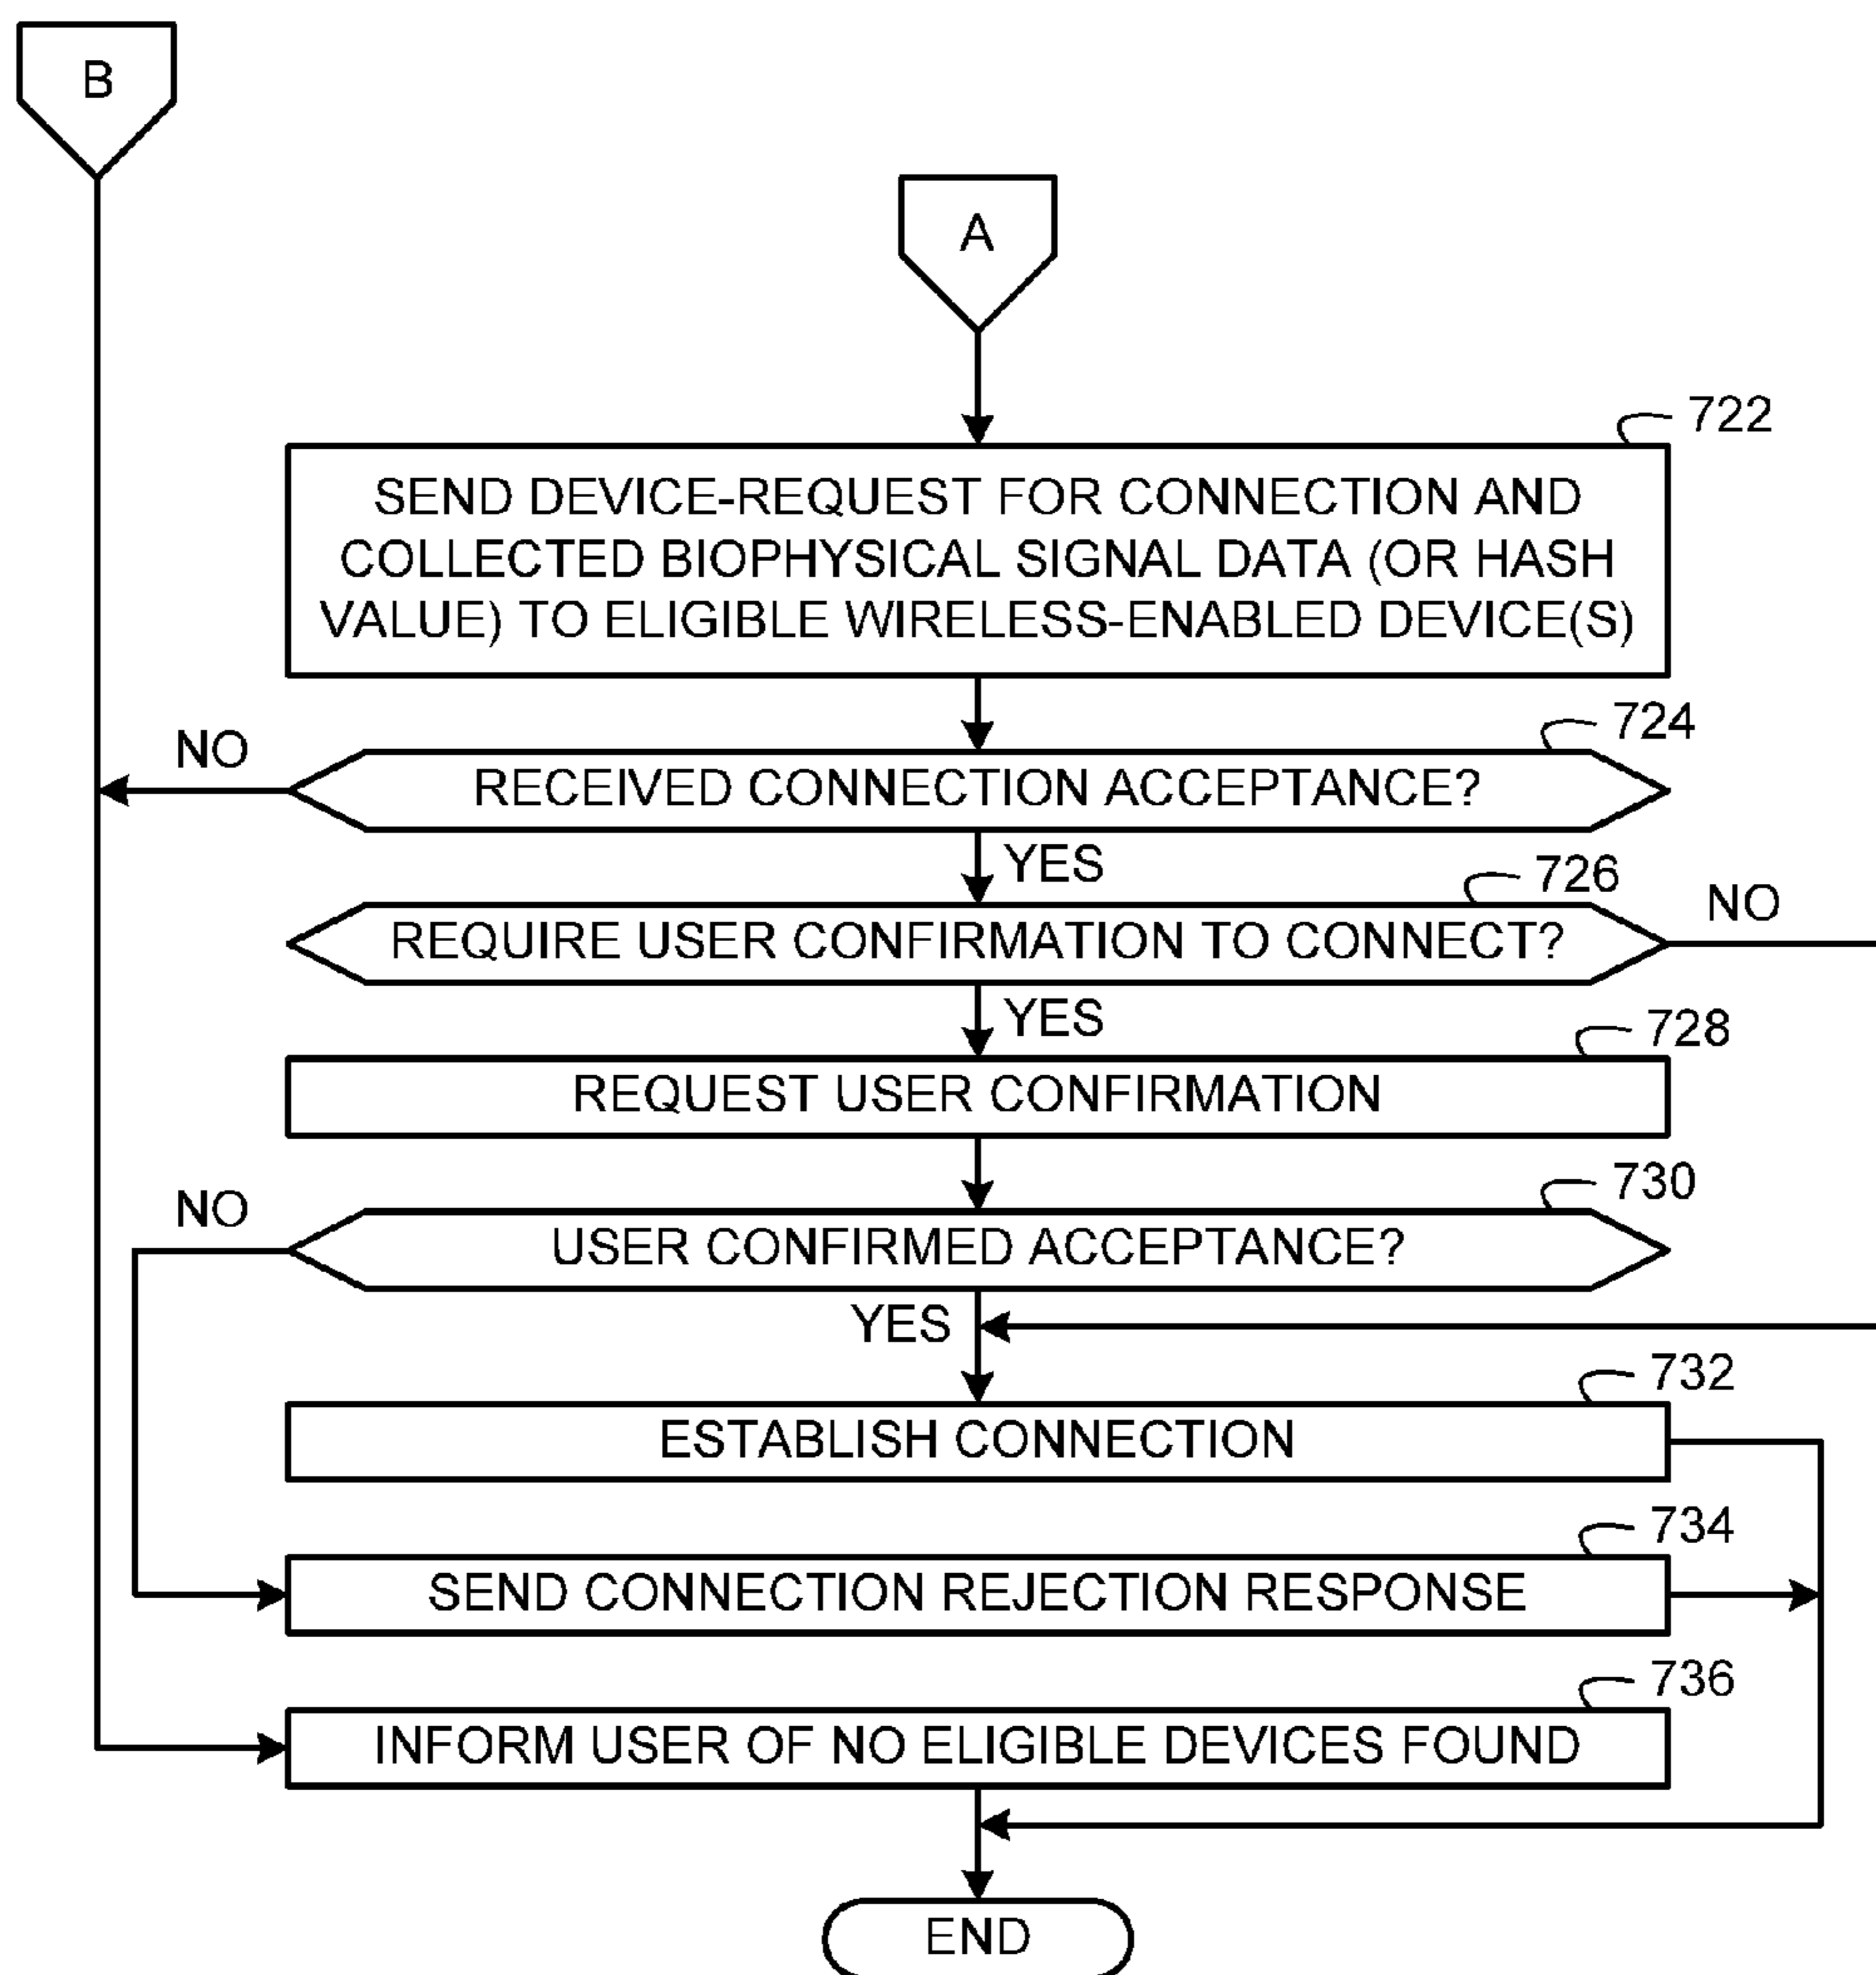 B
A
722
SEND DEVICE-REQUEST FOR CONNECTION AND
COLLECTED BIOPHYSICAL SIGNAL DATA (OR HASH
VALUE) TO ELIGIBLE WIRELESS-ENABLED DEVICE(S)
724
NO
RECEIVED CONNECTION ACCEPTANCE?
YES
726
NO
REQUIRE USER CONFIRMATION TO CONNECT?
YES
728
REQUEST USER CONFIRMATION
730
NO
USER CONFIRMED ACCEPTANCE?
YES
732
ESTABLISH CONNECTION
734
SEND CONNECTION REJECTION RESPONSE
736
INFORM USER OF NO ELIGIBLE DEVICES FOUND
END